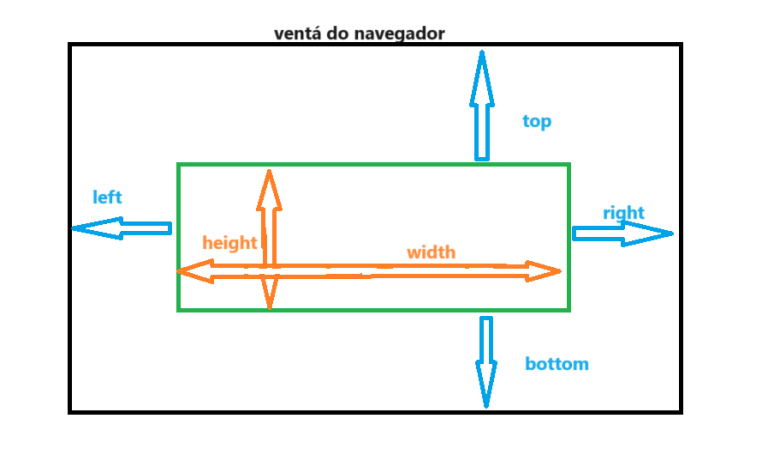 ventá do navegador
top
left
right
height
width
bottom